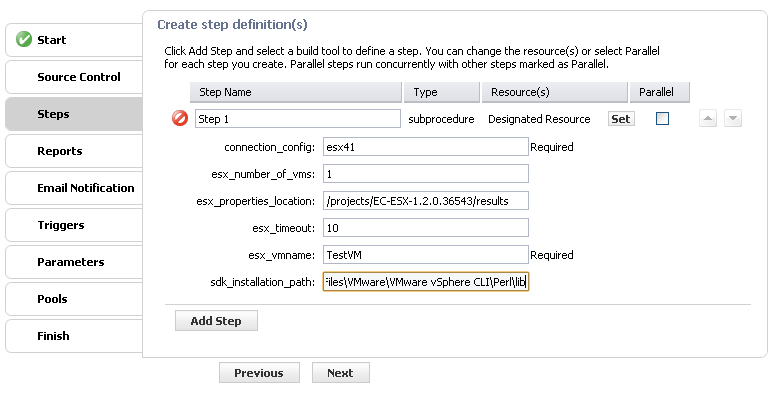 Create step definition(s)
Start
Click Add Step and select a build tool to define a step. You can change the resource(s) or select Parallel
for each step you create. Parallel steps run concurrently with other steps marked as Parallel.
Source Control
Step Name Type Resource(s) Parallel
Steps
Step 1 subprocedure Designated Resource Set
connection_config: esx41 Required
Reports
esx_number_of_vms: 1
Email Notification
esx_properties_location: /projects/EC-ESX-1.2.0.36543/results
Triggers
esx_timeout: 10
esx_vmname: TestVM Required
Parameters
sdk_installation_path: Files\VMware\VMware vSphere CLI\Perl\lib
Pools
Add Step
Finish
Previous Next